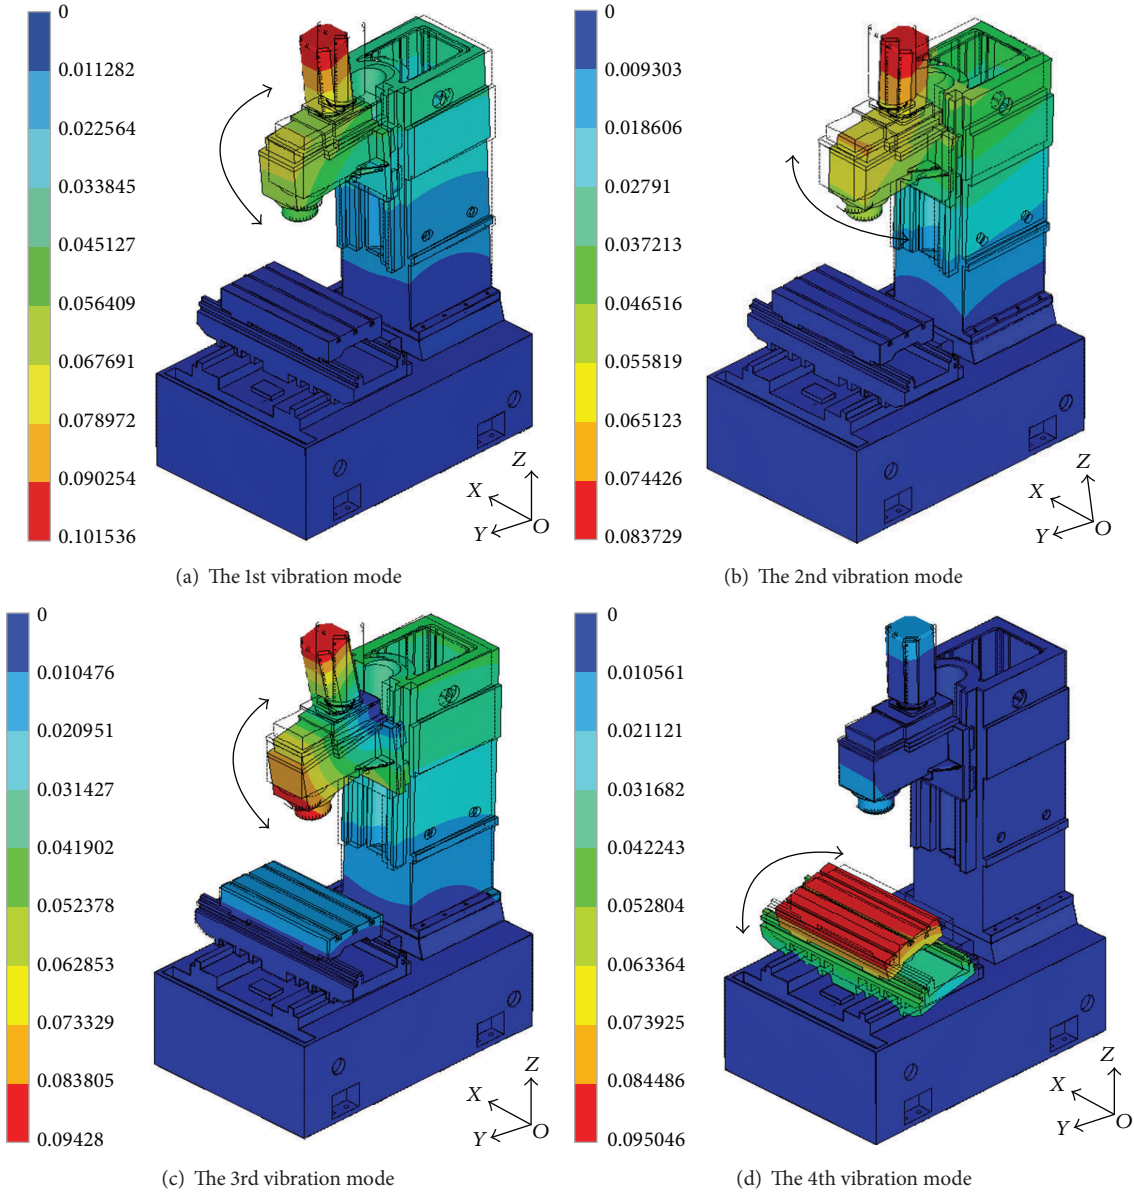 0
0.011282
0.022564
0.033845
0.045127
0.056409
0.067691
0.078972
0.090254
0.101536
Z
X
Y
O
(a) The 1st vibration mode
0
0.009303
0.018606
0.02791
0.037213
0.046516
0.055819
0.065123
0.074426
0.083729
Z
X
Y
O
(b) The 2nd vibration mode
0
0.010476
0.020951
0.031427
0.041902
0.052378
0.062853
0.073329
0.083805
0.09428
Z
X
Y
O
(c) The 3rd vibration mode
0
0.010561
0.021121
0.031682
0.042243
0.052804
0.063364
0.073925
0.084486
0.095046
Z
X
Y
O
(d) The 4th vibration mode